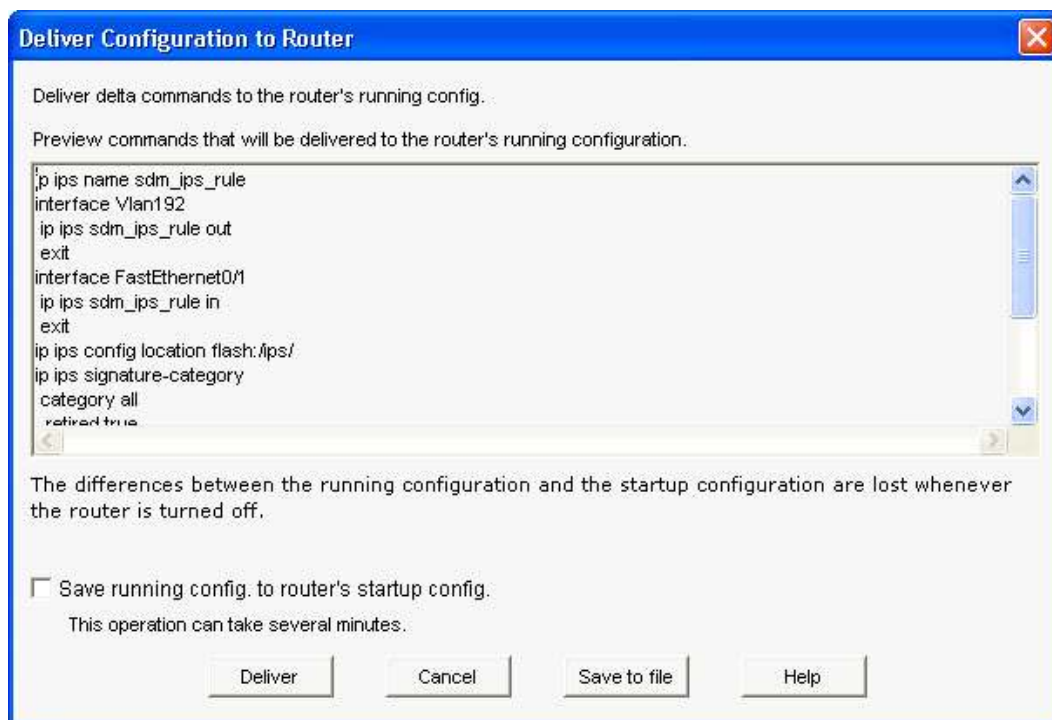 Deliver Configuration to Router
Deliver delta commands to the router's running config.
Preview commands that will be delivered to the router's running configuration.
ip ips name sdm_ips_rule
interface Vlan192
ip ips sdm_ips_rule out
exit
interface FastEthernet0/1
ip ips sdm_ips_rule in
exit
ip ips config location flash:/ips/
ip ips signature-category
category all
retired true
The differences between the running configuration and the startup configuration are lost whenever
the router is turned off.
Save running config. to router's startup config.
This operation can take several minutes.
Deliver Cancel Save to file Help